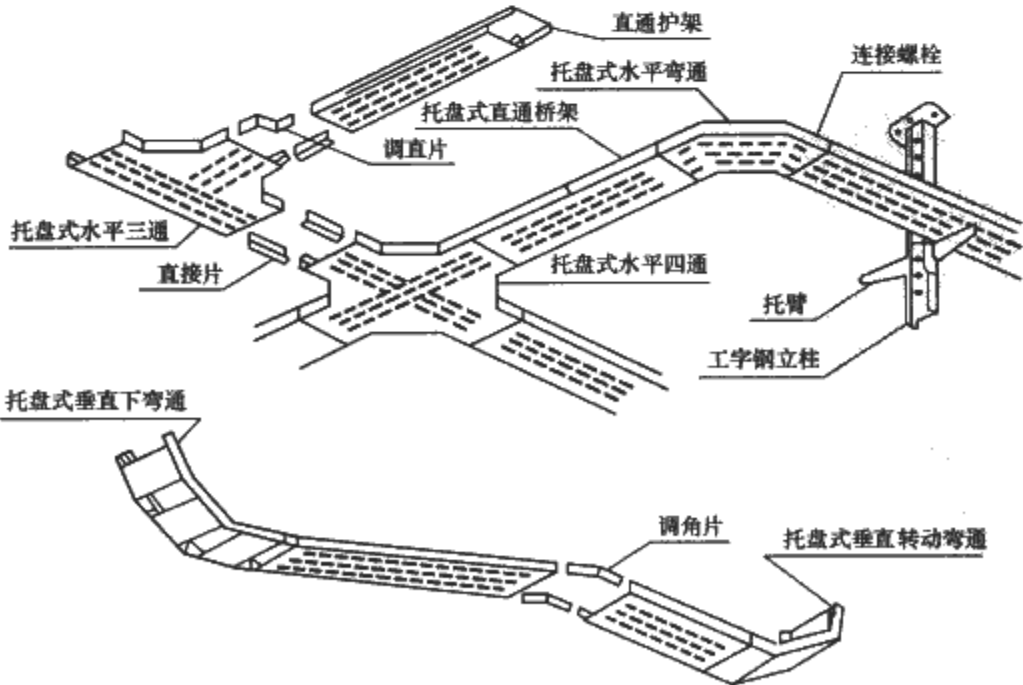 直通护架
连接螺栓
托盘式水平弯通
托盘式直通桥架
调直片
托盘式水平三通
直接片
托盘式水平四通
托臂
工字钢立柱
托盘式垂直下弯通
调角片
托盘式垂直转动弯通